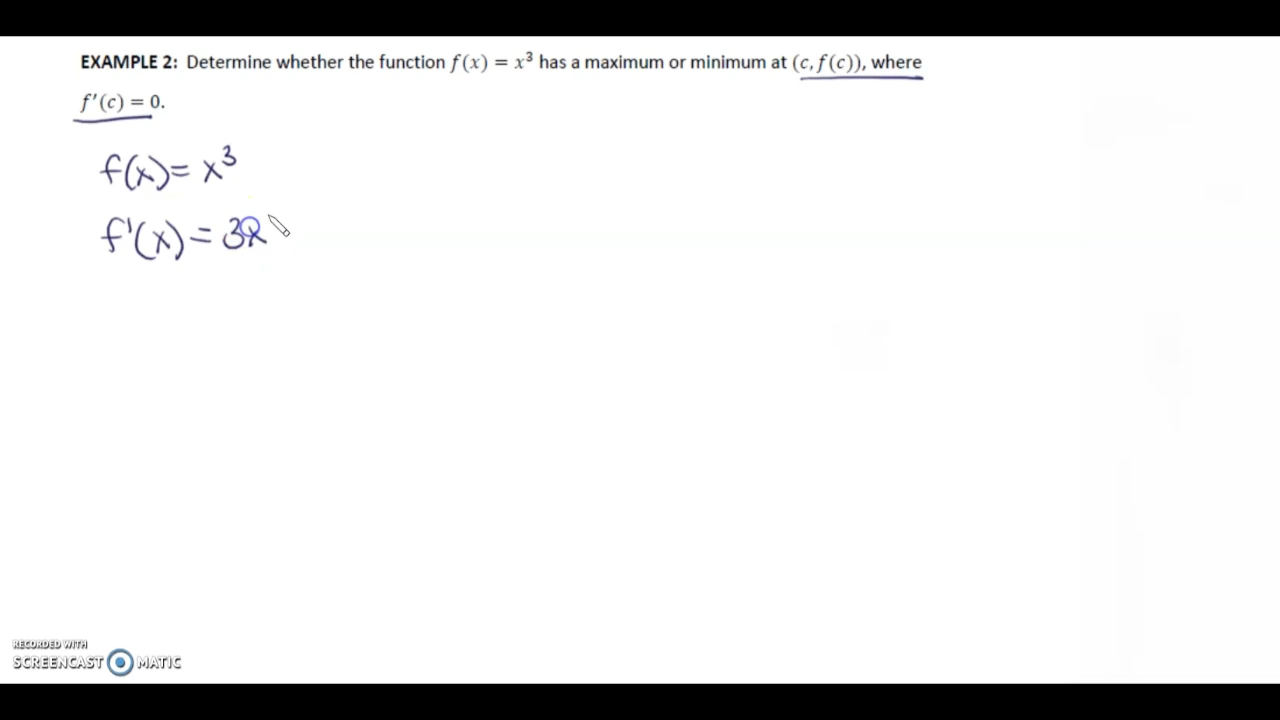 EXAMPLE 2: Determine whether the function f(x) = x³ has a maximum or minimum at (c, f(c)), where
f'(c) = 0.
f(x) = x³
f'(x) = 3x
RECORDED WITH
SCREENCAST MATIC